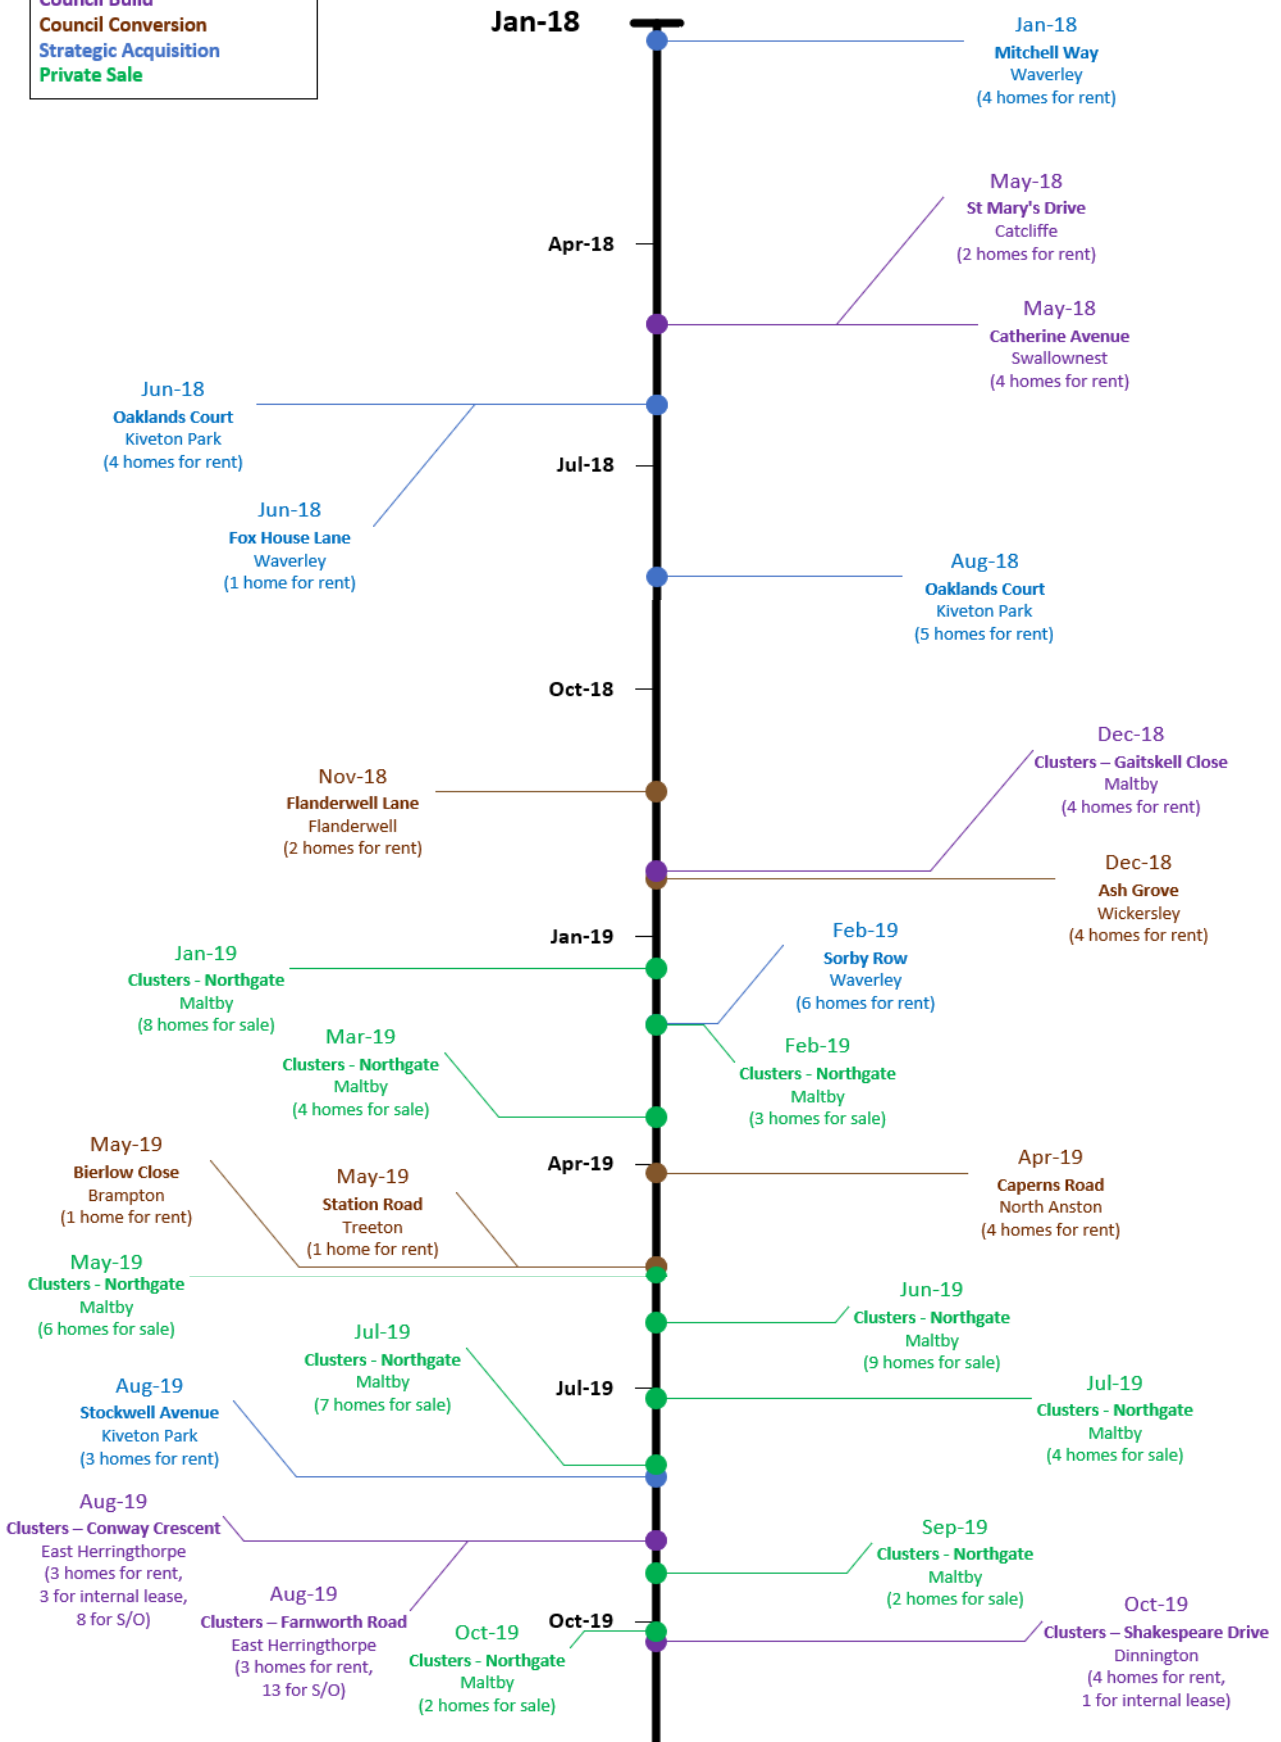 Council Build
Council Conversion
Strategic Acquisition
Private Sale
Jan-18
Jan-18
Mitchell Way
Waverley
(4 homes for rent)
May-18
St Mary's Drive
Catcliffe
(2 homes for rent)
Apr-18
May-18
Catherine Avenue
Swallownest
(4 homes for rent)
Jun-18
Oaklands Court
Kiveton Park
(4 homes for rent)
Jul-18
Jun-18
Fox House Lane
Waverley
(1 home for rent)
Aug-18
Oaklands Court
Kiveton Park
(5 homes for rent)
Oct-18
Dec-18
Clusters – Gaitskell Close
Maltby
(4 homes for rent)
Nov-18
Flanderwell Lane
Flanderwell
(2 homes for rent)
Dec-18
Ash Grove
Wickersley
(4 homes for rent)
Jan-19
Feb-19
Sorby Row
Waverley
(6 homes for rent)
Jan-19
Clusters - Northgate
Maltby
(8 homes for sale)
Mar-19
Clusters - Northgate
Maltby
(4 homes for sale)
Feb-19
Clusters - Northgate
Maltby
(3 homes for sale)
May-19
Bierlow Close
Brampton
(1 home for rent)
May-19
Station Road
Treeton
(1 home for rent)
Apr-19
Apr-19
Caperns Road
North Anston
(4 homes for rent)
May-19
Clusters - Northgate
Maltby
(6 homes for sale)
Jun-19
Clusters - Northgate
Maltby
(9 homes for sale)
Jul-19
Clusters - Northgate
Maltby
(7 homes for sale)
Jul-19
Jul-19
Clusters - Northgate
Maltby
(4 homes for sale)
Aug-19
Stockwell Avenue
Kiveton Park
(3 homes for rent)
Aug-19
Clusters – Conway Crescent
East Herringthorpe
(3 homes for rent,
3 for internal lease,
8 for S/O)
Sep-19
Clusters - Northgate
Maltby
(2 homes for sale)
Aug-19
Clusters – Farnworth Road
East Herringthorpe
(3 homes for rent,
13 for S/O)
Oct-19
Oct-19
Clusters - Northgate
Maltby
(2 homes for sale)
Oct-19
Clusters – Shakespeare Drive
Dinnington
(4 homes for rent,
1 for internal lease)